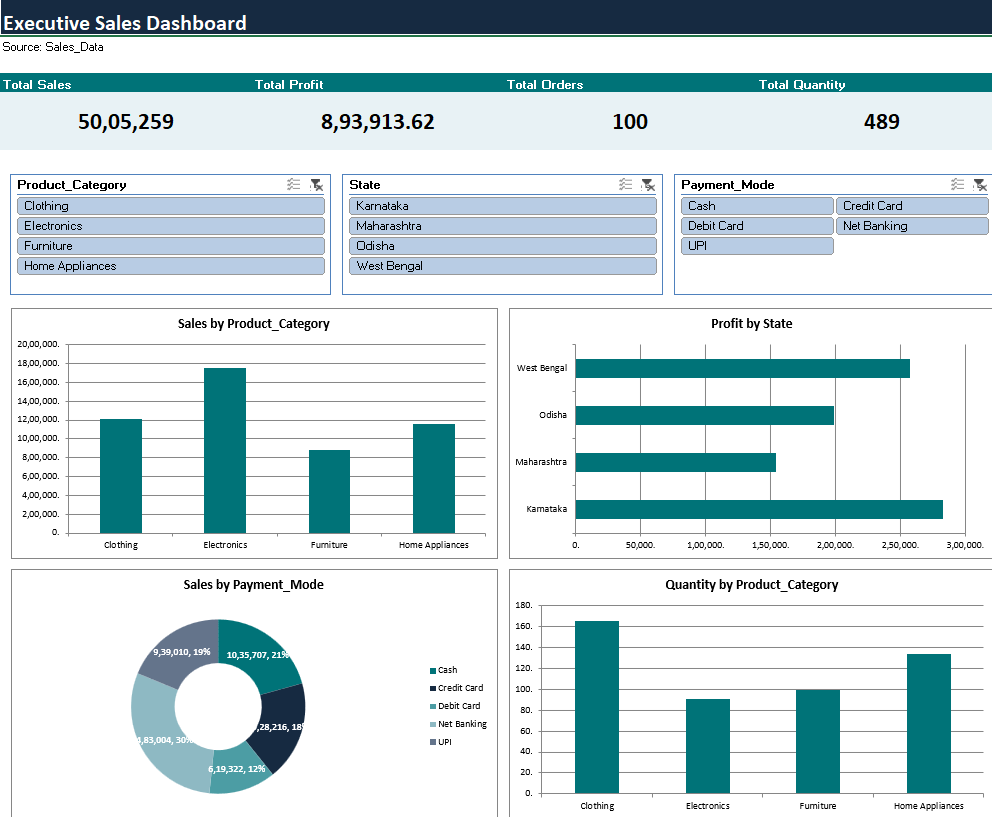 Executive Sales Dashboard
Source: Sales_Data
Total Sales Total Profit Total Orders Total Quantity
50,05,259 8,93,913.62 100 489
Product_Category
Clothing
Electronics
Furniture
Home Appliances
State
Karnataka
Maharashtra
Odisha
West Bengal
Payment_Mode
Cash Credit Card
Debit Card Net Banking
UPI
Sales by Product_Category
20,00,000.
18,00,000.
16,00,000.
14,00,000.
12,00,000.
10,00,000.
8,00,000.
6,00,000.
4,00,000.
2,00,000.
0.
Clothing Electronics Furniture Home Appliances
Profit by State
West Bengal
Odisha
Maharashtra
Karnataka
0. 50,000. 1,00,000. 1,50,000. 2,00,000. 2,50,000. 3,00,000.
Sales by Payment_Mode
9,39,010, 19% 10,35,707, 21%
,28,216, 18%
,83,004, 30%
6,19,322, 12%
Cash
Credit Card
Debit Card
Net Banking
UPI
Quantity by Product_Category
180.
160.
140.
120.
100.
80.
60.
40.
20.
0.
Clothing Electronics Furniture Home Appliances